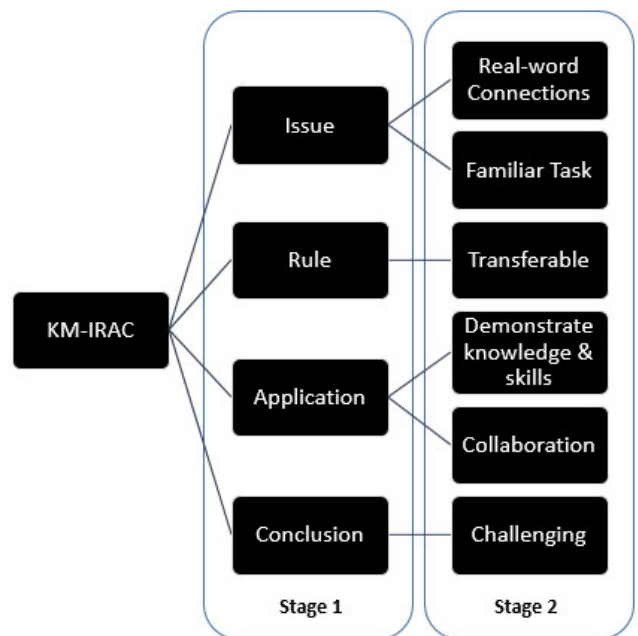 KM-IRAC
Issue
Rule
Application
Conclusion
Stage 1
Real-word
Connections
Familiar Task
Transferable
Demonstrate
knowledge &
skills
Collaboration
Challenging
Stage 2